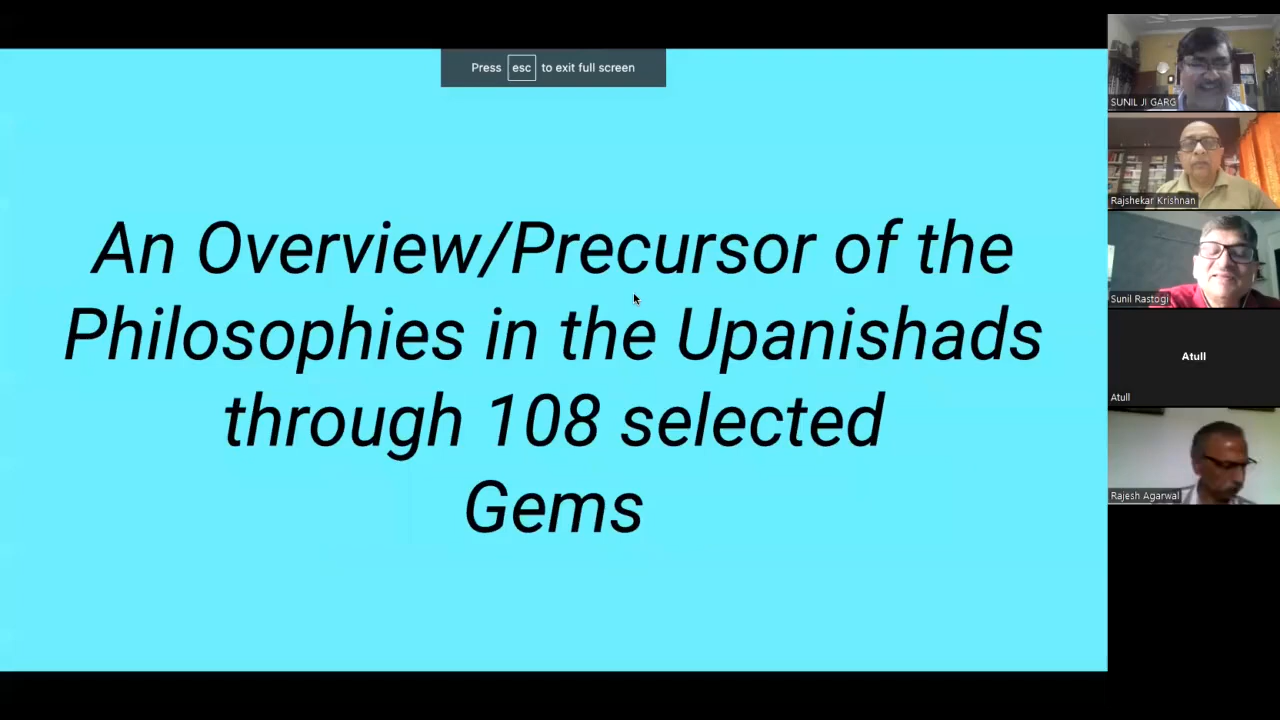 Press esc to exit full screen
An Overview/Precursor of the
Philosophies in the Upanishads
through 108 selected
Gems
SUNIL JI GARG
Rajshekar Krishnan
Sunil Rastogi
Atull
Atull
Rajesh Agarwal